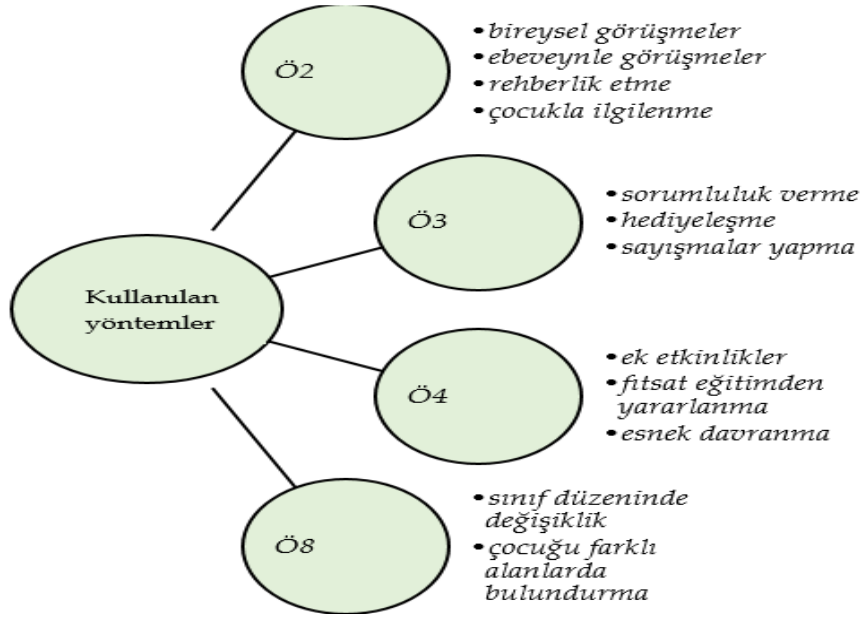 Ö2
•bireysel görüşmeler
•ebeveynle görüşmeler
•rehberlik etme
•çocukla ilgilenme
Ö3
•sorumluluk verme
•hediyeleşme
•sayışmalar yapma
Kullanılan
yöntemler
Ö4
•ek etkinlikler
•fıtsat eğitimden
yararlanma
•esnek davranma
Ö8
•sınıf düzeninde
değişiklik
•çocuğu farklı
alanlarda
bulundurma